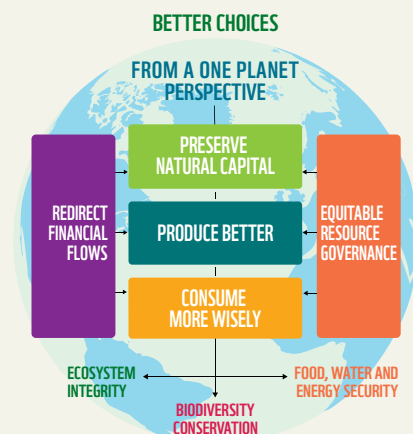 BETTER CHOICES
FROM A ONE PLANET
PERSPECTIVE
PRESERVE
NATURAL CAPITAL
REDIRECT
FINANCIAL
FLOWS
PRODUCE BETTER
EQUITABLE
RESOURCE
GOVERNANCE
CONSUME
MORE WISELY
ECOSYSTEM
INTEGRITY
FOOD, WATER AND
ENERGY SECURITY
BIODIVERSITY
CONSERVATION